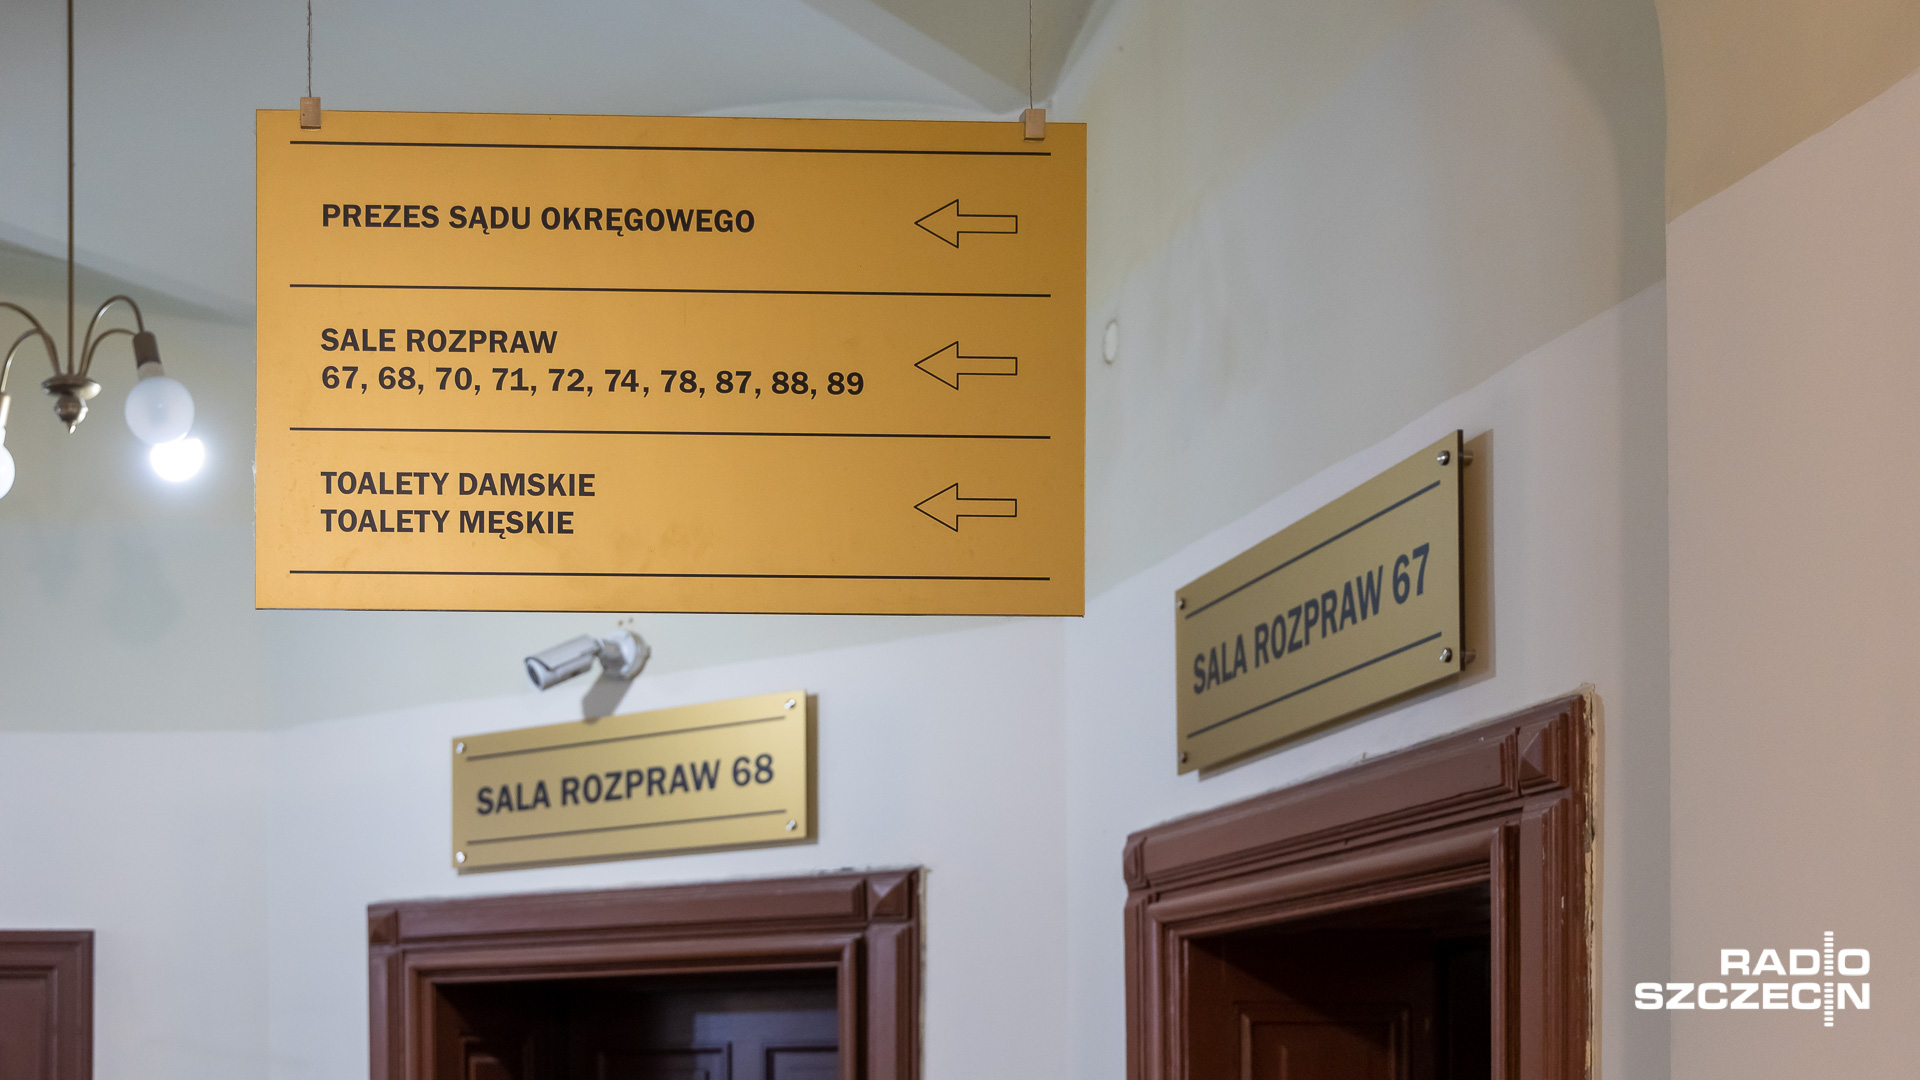 PREZES SĄDU OKRĘGOWEGO
SALE ROZPRAW
67, 68, 70, 71, 72, 74, 78, 87, 88, 89
TOALETY DAMSKIE
TOALETY MĘSKIE
SALA ROZPRAW 67
SALA ROZPRAW 68
RADIO
SZCZECIN